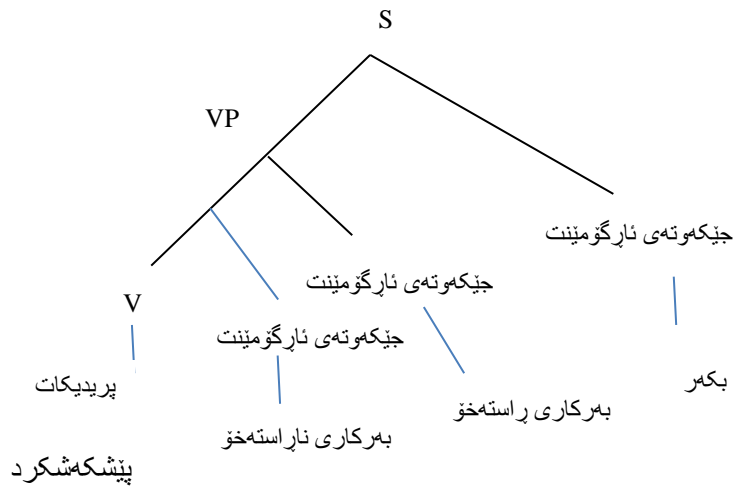 S
VP
جێکەوتەی ئارگۆمێنت
جێکەوتەی ئارگۆمێنت
V
جێکەوتەی ئارگۆمێنت
بکەر
پریدیکات
بەرکاری ڕاستەخۆ
بەرکاری ناڕاستەخۆ
پێشکەشکرد